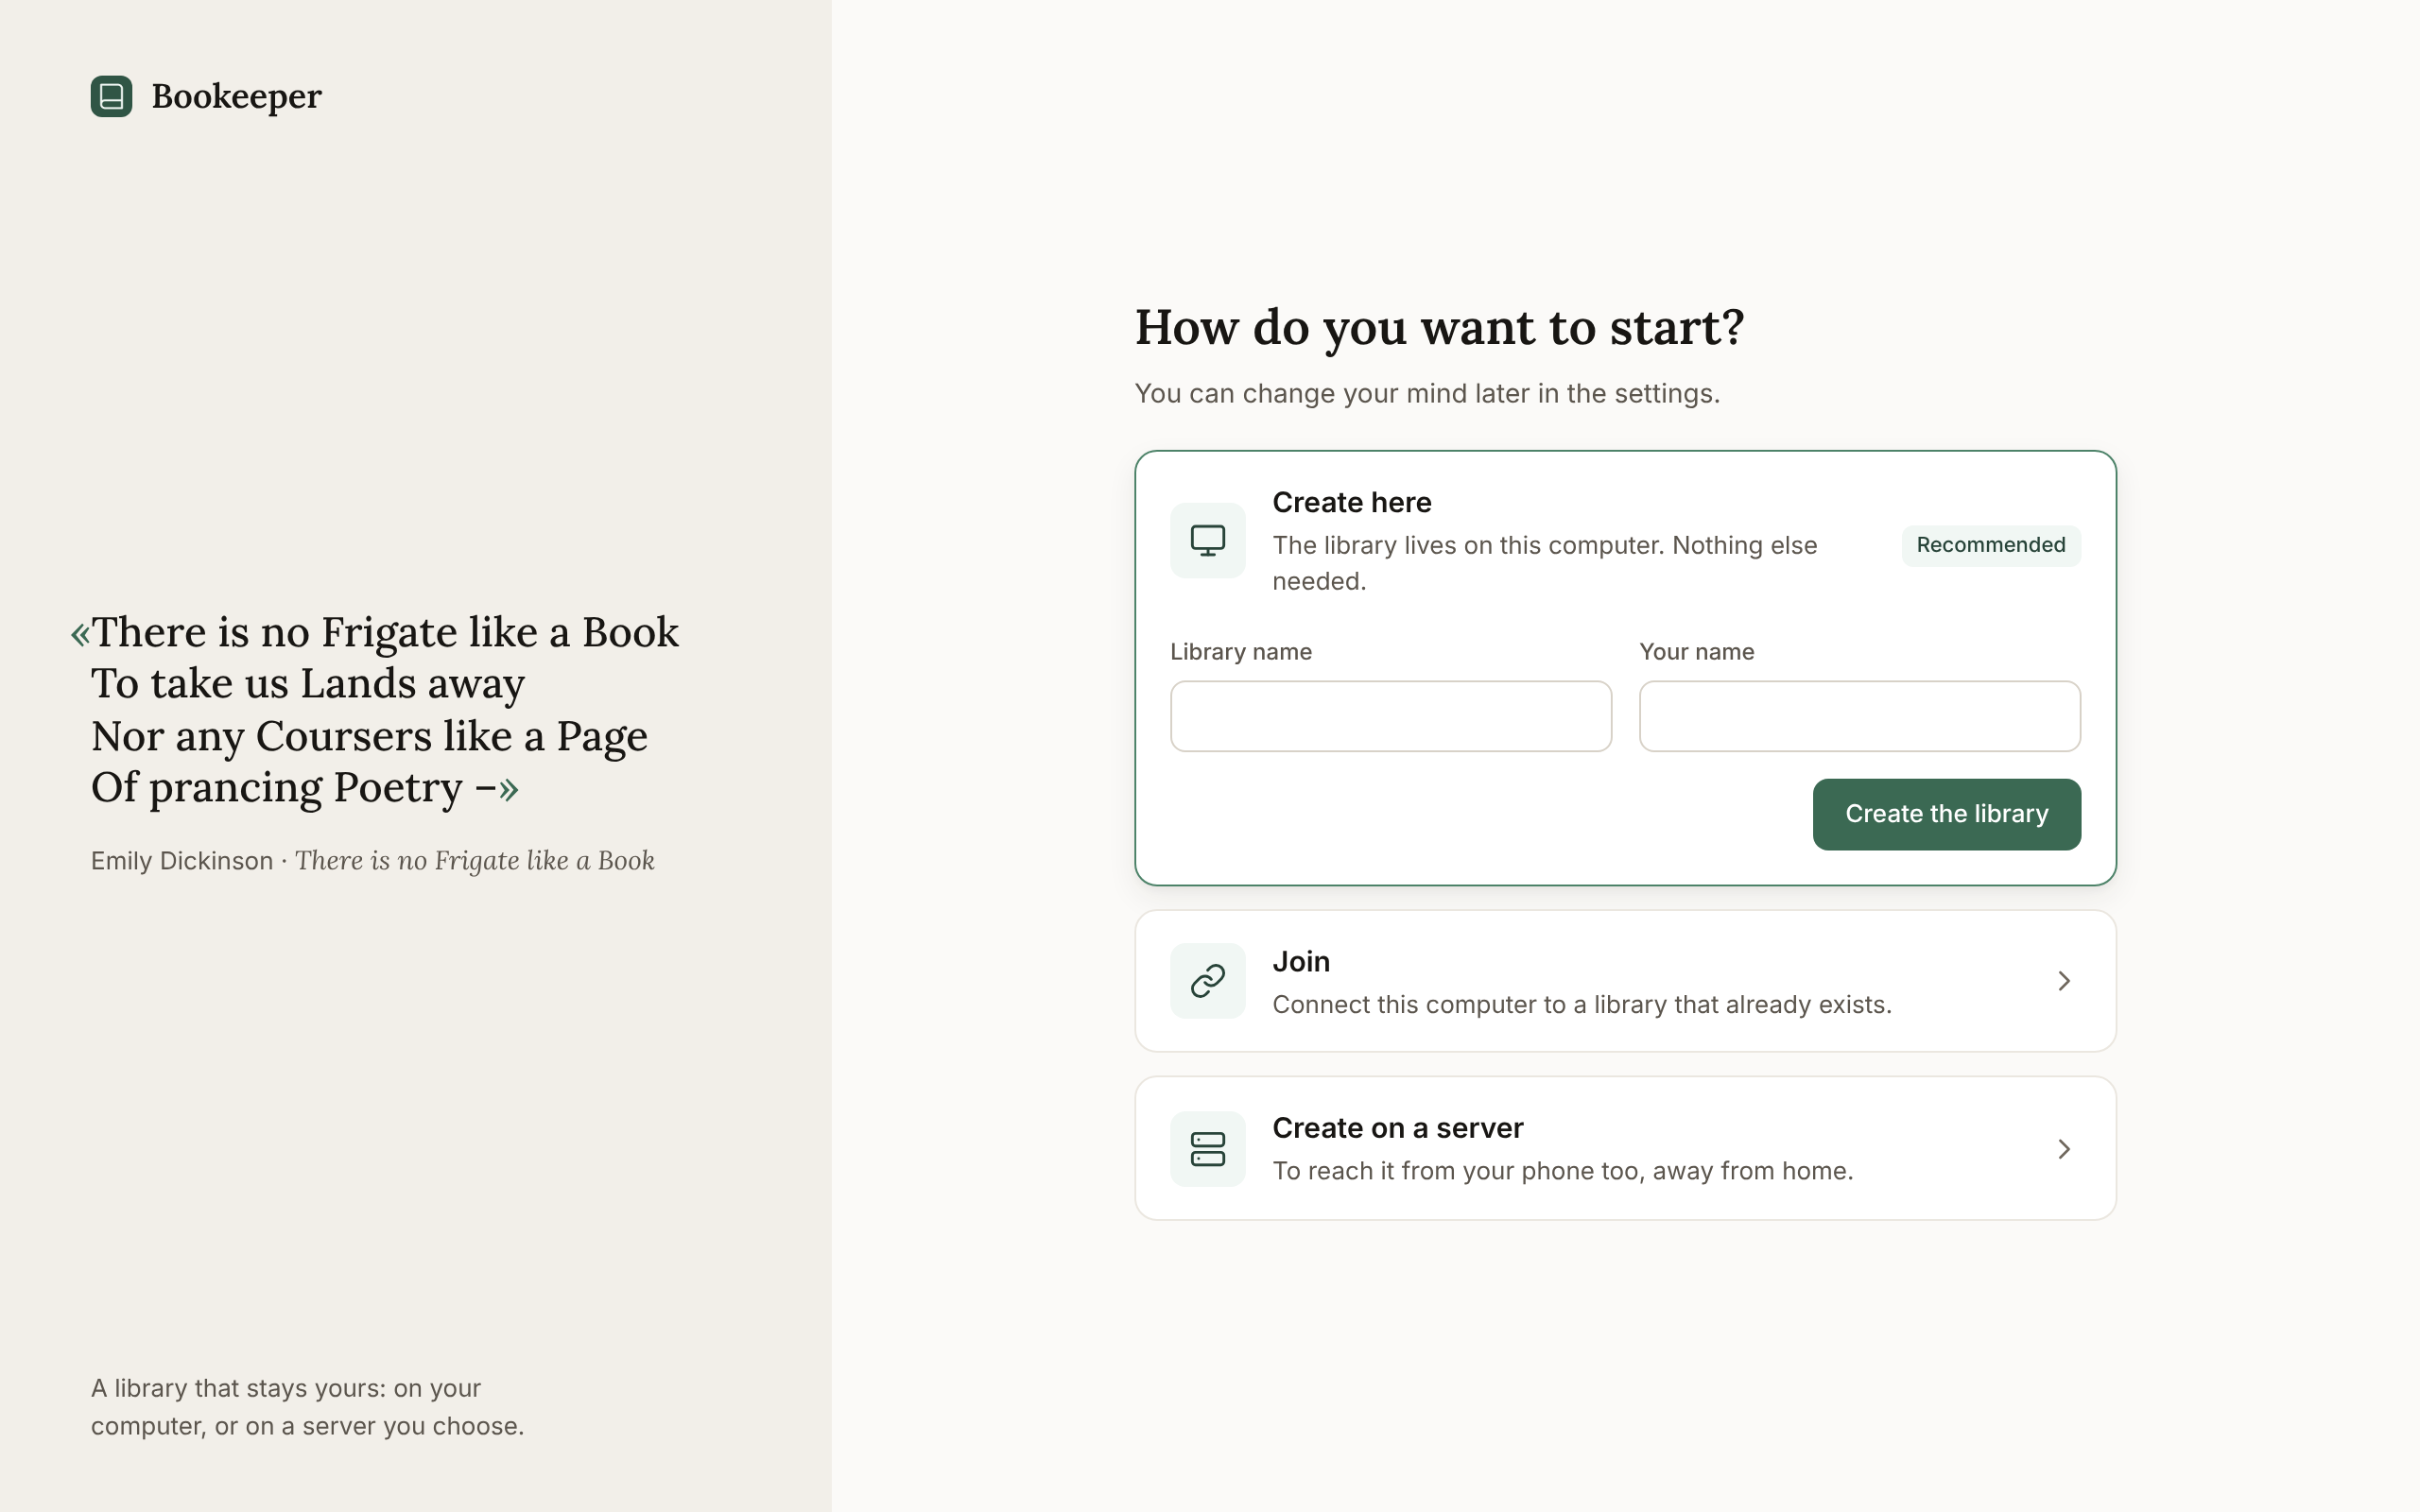 Bookeeper
«There is no Frigate like a Book
To take us Lands away
Nor any Coursers like a Page
Of prancing Poetry –»
Emily Dickinson · There is no Frigate like a Book
A library that stays yours: on your
computer, or on a server you choose.
How do you want to start?
You can change your mind later in the settings.
Create here
The library lives on this computer. Nothing else
needed.
Recommended
Library name
Your name
Create the library
Join
Connect this computer to a library that already exists.
Create on a server
To reach it from your phone too, away from home.